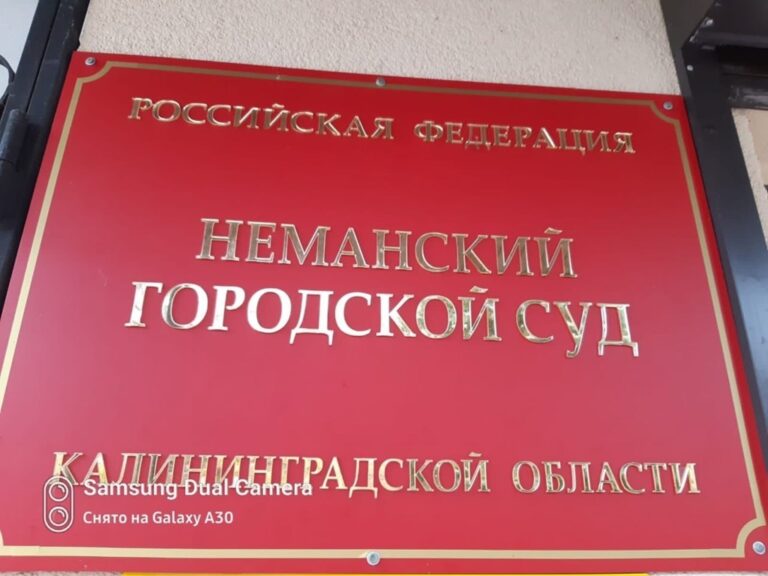 РОССИЙСКАЯ ФЕДЕРАЦИЯ
НЕМАНСКИЙ
ГОРОДСКОЙ СУД
КАЛИНИНГРАДСКОЙ ОБЛАСТИ
Samsung Dual Camera
Снято на Galaxy A30